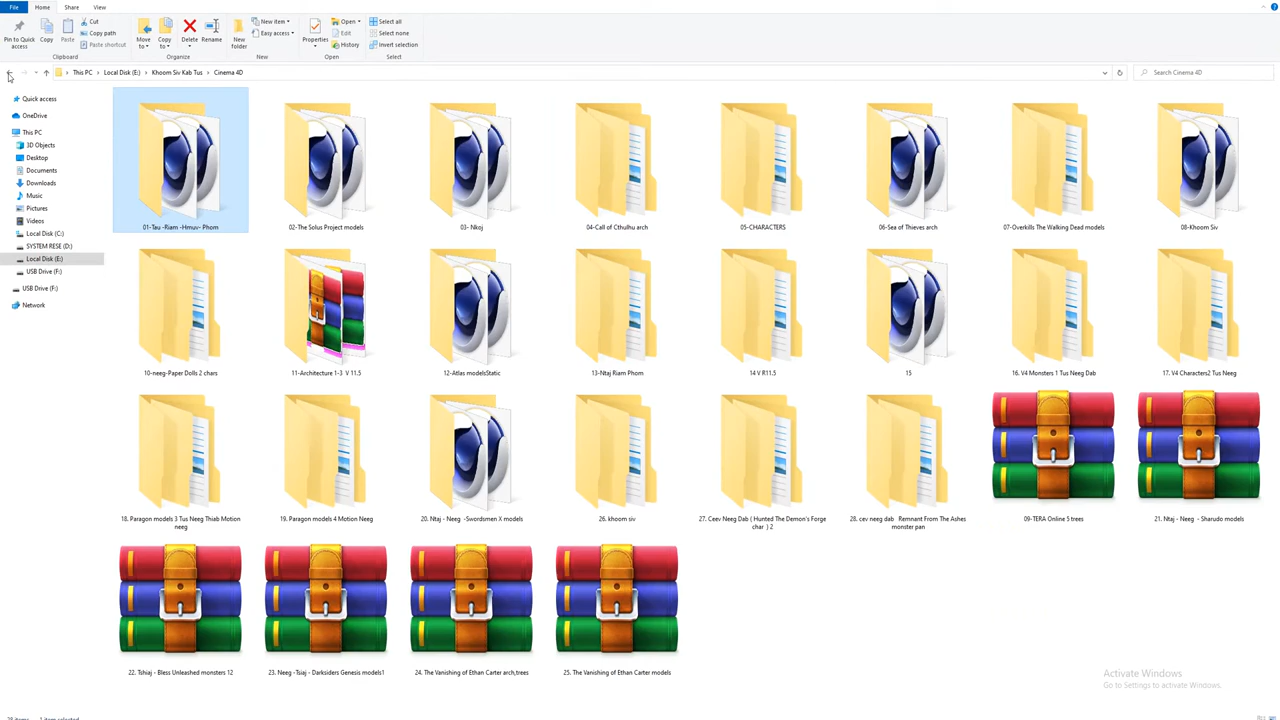 File Home Share View
Pin to Quick access
Copy
Paste
Cut
Copy path
Paste shortcut
Clipboard
Move to
Copy to
Delete
Rename
Organize
New folder
New item
Easy access
New
Properties
Open
Edit
History
Open
Select all
Select none
Invert selection
Select
This PC > Local Disk (E:) > Khoom Siv Kab Tus > Cinema 4D
Search Cinema 4D
Quick access
OneDrive
This PC
3D Objects
Desktop
Documents
Downloads
Music
Pictures
Videos
Local Disk (C:)
SYSTEM RESE (D:)
Local Disk (E:)
USB Drive (F:)
USB Drive (F:)
Network
01-Tau -Riam -Hmuv- Phom
02-The Solus Project models
03- Nkoj
04-Call of Cthulhu arch
05-CHARACTERS
06-Sea of Thieves arch
07-Overkills The Walking Dead models
08-Khoom Siv
10-neeg-Paper Dolls 2 chars
11-Architecture 1-3 V 11.5
12-Atlas modelsStatic
13-Ntaj Riam Phom
14 V R11.5
15
16. V4 Monsters 1 Tus Neeg Dab
17. V4 Characters2 Tus Neeg
18. Paragon models 3 Tus Neeg Thiab Motion
neeg
19. Paragon models 4 Motion Neeg
20. Ntaj - Neeg -Swordsmen X models
26. khoom siv
27. Ceev Neeg Dab ( Hunted The Demon's Forge
char ) 2
28. cev neeg dab Remnant From The Ashes
monster pan
09-TERA Online 5 trees
21. Ntaj - Neeg - Sharudo models
22. Tshiaj - Bless Unleashed monsters 12
23. Neeg -Tsiaj - Darksiders Genesis models1
24. The Vanishing of Ethan Carter arch,trees
25. The Vanishing of Ethan Carter models
Activate Windows
Go to Settings to activate Windows.
28 items 1 item selected